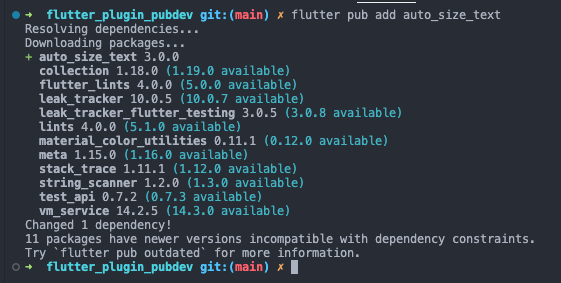 ➜ flutter_plugin_pubdev git:(main) ✗ flutter pub add auto_size_text
Resolving dependencies...
Downloading packages...
+ auto_size_text 3.0.0
collection 1.18.0 (1.19.0 available)
flutter_lints 4.0.0 (5.0.0 available)
leak_tracker 10.0.5 (10.0.7 available)
leak_tracker_flutter_testing 3.0.5 (3.0.8 available)
lints 4.0.0 (5.1.0 available)
material_color_utilities 0.11.1 (0.12.0 available)
meta 1.15.0 (1.16.0 available)
stack_trace 1.11.1 (1.12.0 available)
string_scanner 1.2.0 (1.3.0 available)
test_api 0.7.2 (0.7.3 available)
vm_service 14.2.5 (14.3.0 available)
Changed 1 dependency!
11 packages have newer versions incompatible with dependency constraints.
Try `flutter pub outdated` for more information.
➜ flutter_plugin_pubdev git:(main) ✗